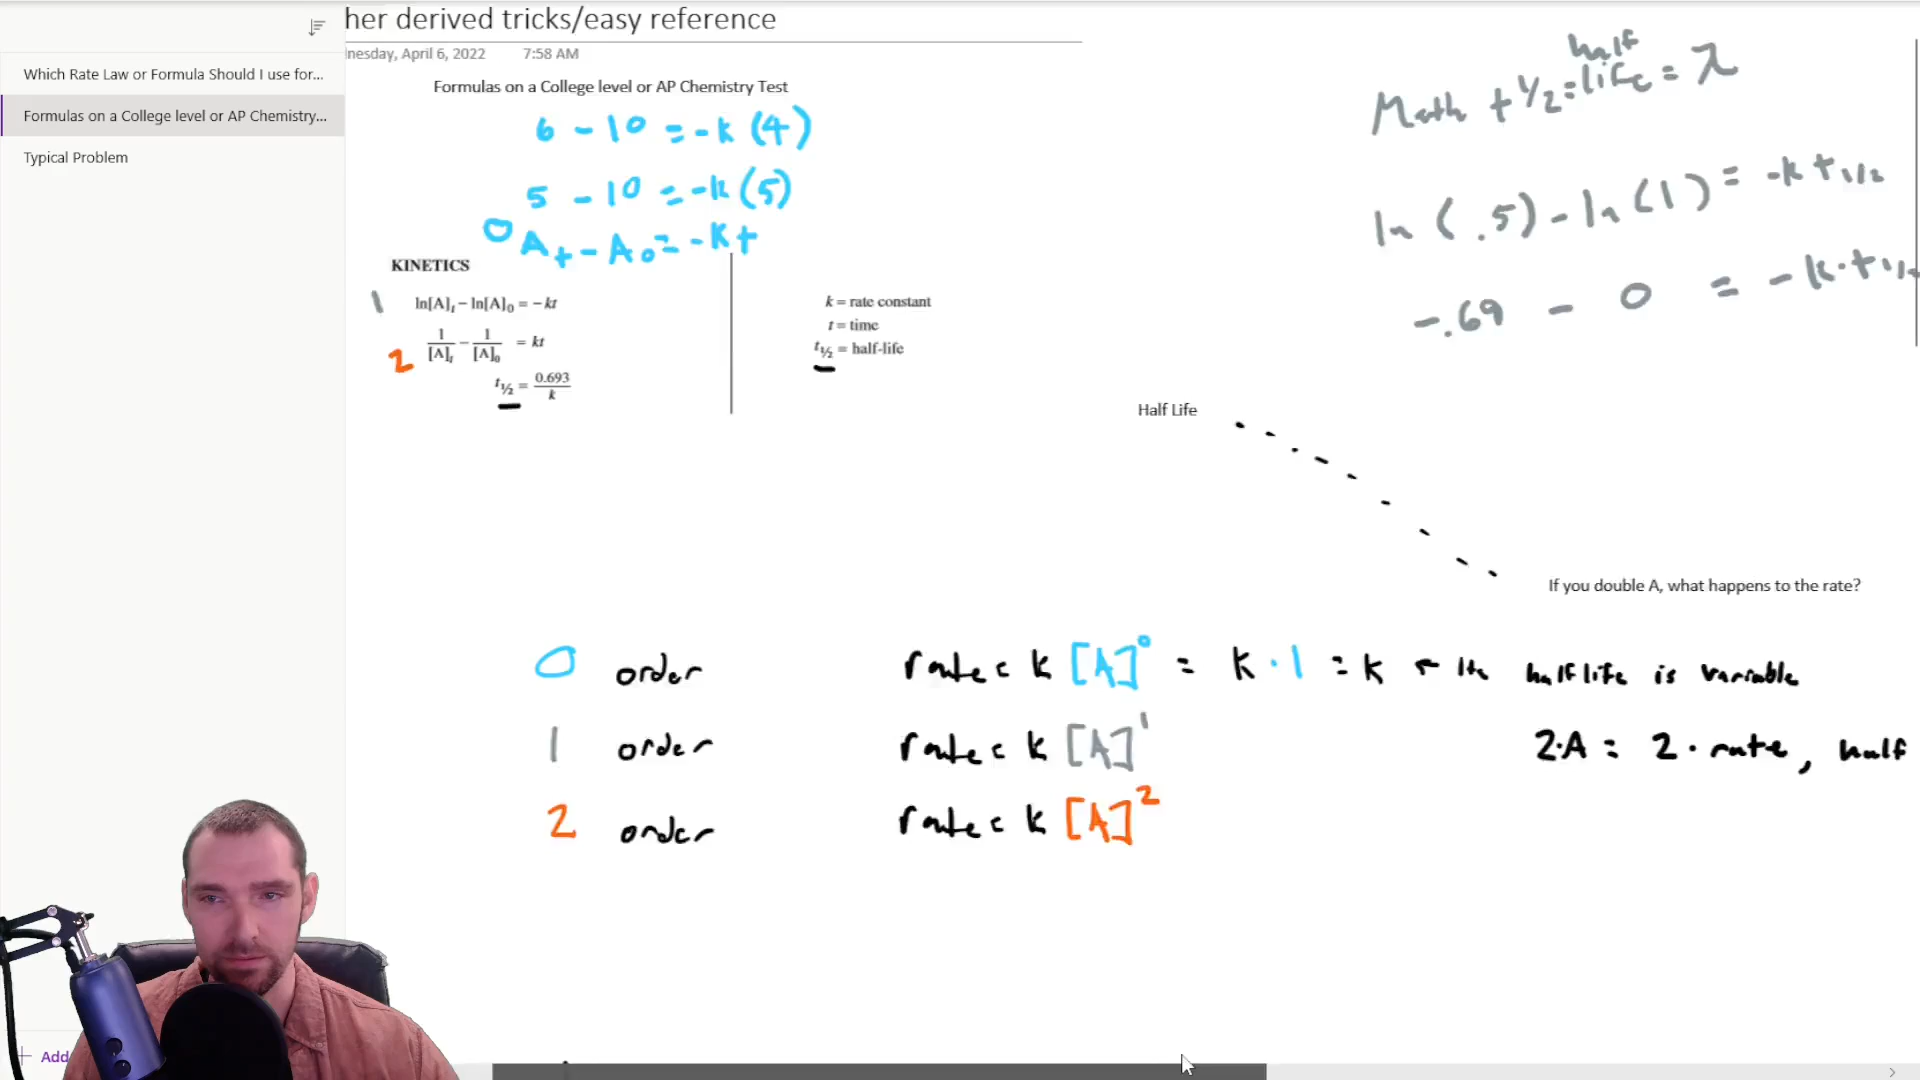 her derived tricks/easy reference
nesday, April 6, 2022 7:58 AM
Which Rate Law or Formula Should I use for...
Formulas on a College level or AP Chemistry...
Typical Problem
Formulas on a College level or AP Chemistry Test
6 - 10 = -k (4)
5 - 10 = -k (5)
0 At - A0 = -kt
KINETICS
1 ln[A]t − ln[A]0 = −kt
2 1/[A]t − 1/[A]0 = kt
t½ = 0.693/k
k = rate constant
t = time
t½ = half-life
half
Math t 1/2 = life = λ
ln (.5) - ln (1) = -k t 1/2
-.69 - 0 = -k · t 1/2
Half Life
If you double A, what happens to the rate?
0 order rate = k [A]^0 = k · 1 = k ← half life is variable
1 order rate = k [A]^1 2·A = 2 · rate, half
2 order rate = k [A]^2
+ Add